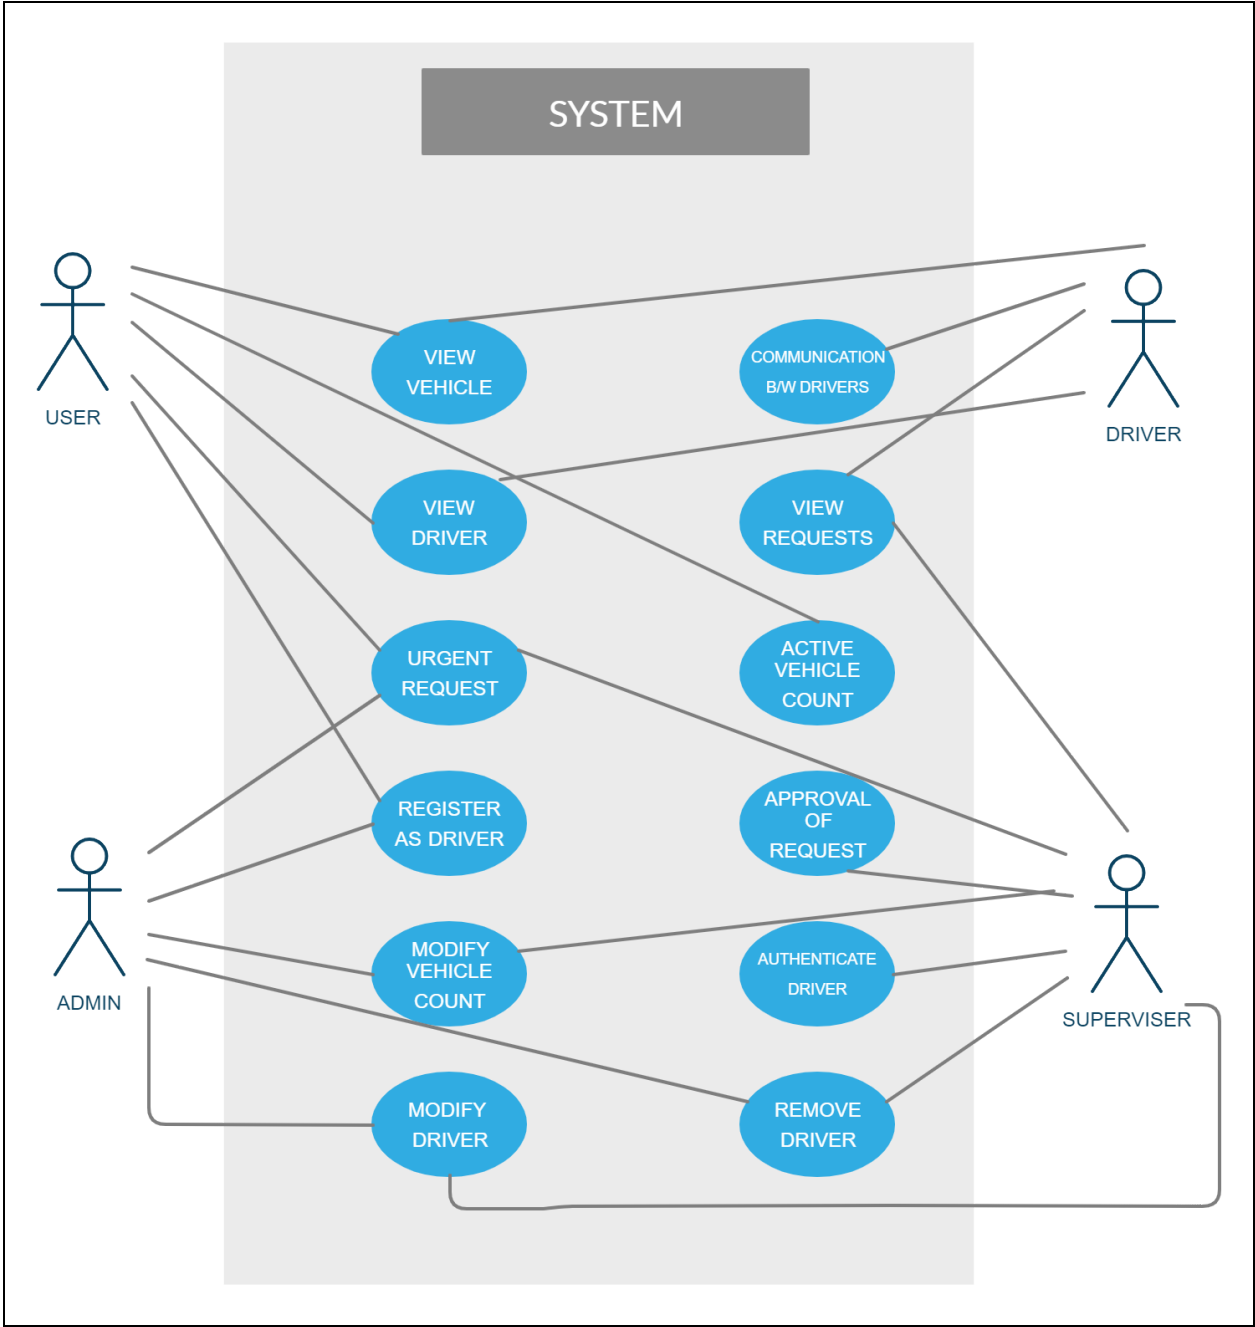 SYSTEM
USER
DRIVER
VIEW
VEHICLE
COMMUNICATION
B/W DRIVERS
VIEW
DRIVER
VIEW
REQUESTS
URGENT
REQUEST
ACTIVE
VEHICLE
COUNT
REGISTER
AS DRIVER
APPROVAL
OF
REQUEST
ADMIN
SUPERVISER
MODIFY
VEHICLE
COUNT
AUTHENTICATE
DRIVER
MODIFY
DRIVER
REMOVE
DRIVER